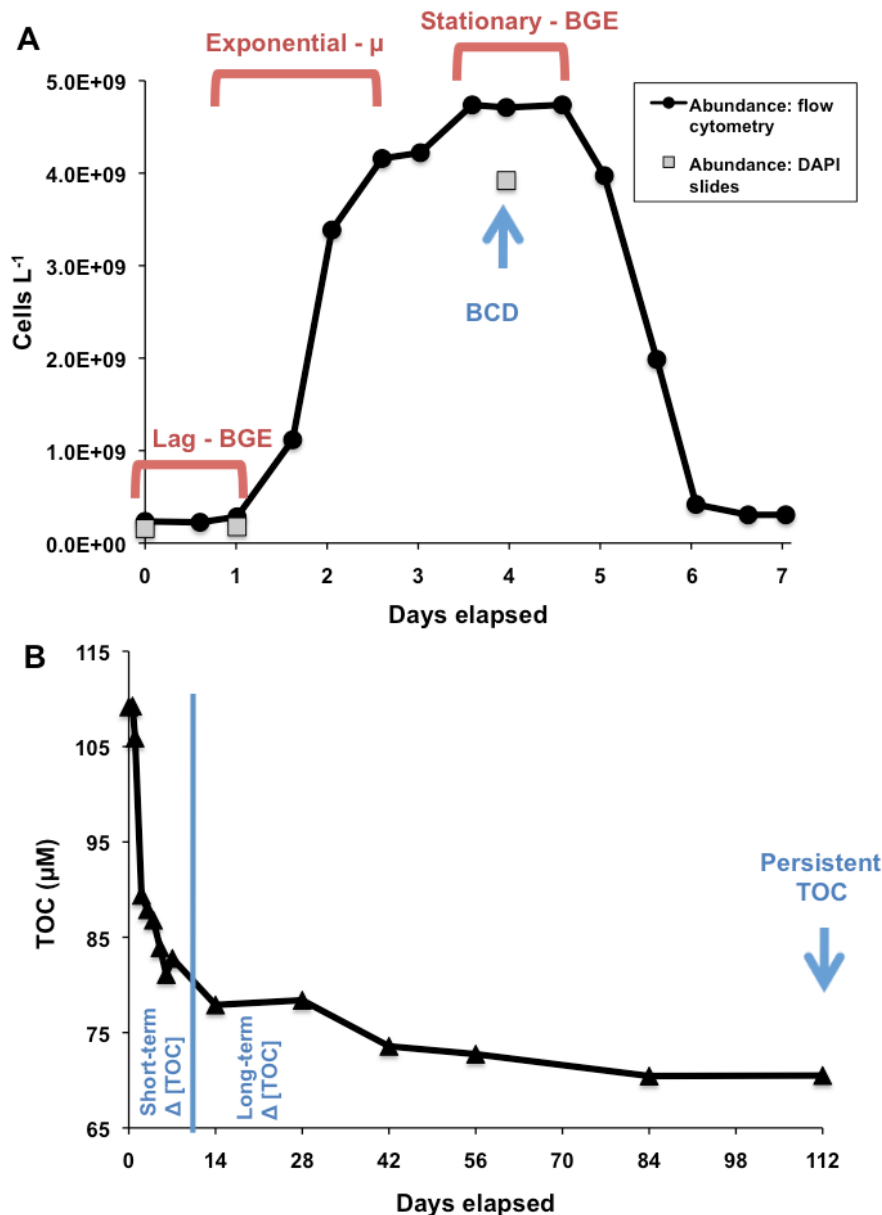 A
Exponential - µ
Stationary - BGE
5.0E+09
4.0E+09
3.0E+09
2.0E+09
1.0E+09
0.0E+00
Cells L-1
Abundance: flow
cytometry
Abundance: DAPI
slides
BCD
Lag - BGE
0 1 2 3 4 5 6 7
Days elapsed
B
115
105
95
85
75
65
TOC (µM)
Persistent
TOC
Short-term
Δ [TOC]
Long-term
Δ [TOC]
0 14 28 42 56 70 84 98 112
Days elapsed